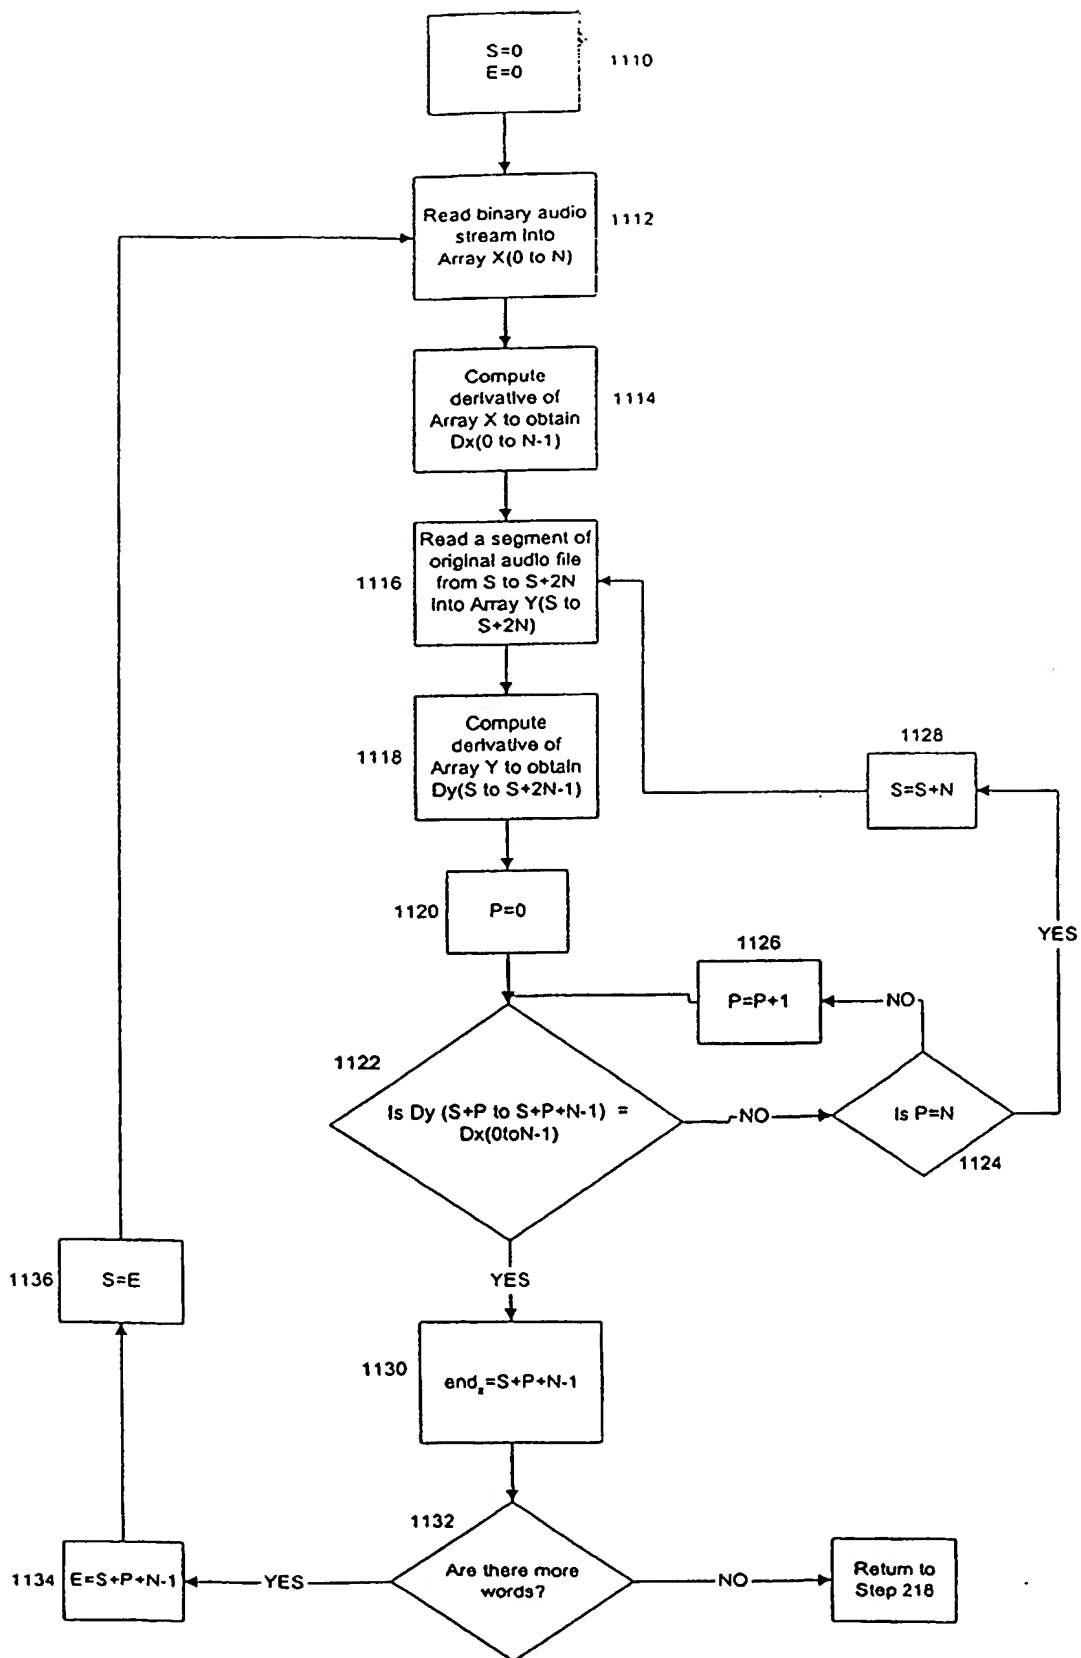 S=0
E=0
1110
Read binary audio
stream into
Array X(0 to N)
1112
Compute
derivative of
Array X to obtain
Dx(0 to N-1)
1114
Read a segment of
original audio file
from S to S+2N
Into Array Y(S to
S+2N)
1116
Compute
derivative of
Array Y to obtain
Dy(S to S+2N-1)
1118
1128
S=S+N
P=0
1120
YES
1126
P=P+1
NO
1122
Is Dy (S+P to S+P+N-1) =
Dx(0toN-1)
NO
Is P=N
1124
YES
1136
S=E
1130
endz=S+P+N-1
1132
Are there more
words?
1134
E=S+P+N-1
YES
NO
Return to
Step 218